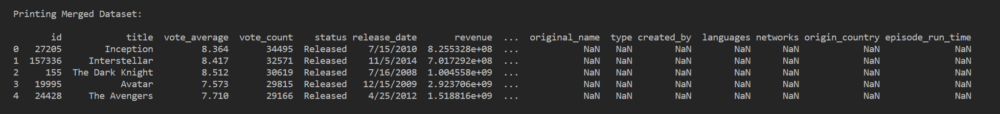 Printing Merged Dataset:
id title vote_average vote_count status release_date revenue ... original_name type created_by languages networks origin_country episode_run_time
0 27205 Inception 8.364 34495 Released 7/15/2010 8.255328e+08 ... NaN NaN NaN NaN NaN NaN NaN
1 157336 Interstellar 8.417 32571 Released 11/5/2014 7.017292e+08 ... NaN NaN NaN NaN NaN NaN NaN
2 155 The Dark Knight 8.512 30619 Released 7/16/2008 1.004558e+09 ... NaN NaN NaN NaN NaN NaN NaN
3 19995 Avatar 7.573 29815 Released 12/15/2009 2.923706e+09 ... NaN NaN NaN NaN NaN NaN NaN
4 24428 The Avengers 7.710 29166 Released 4/25/2012 1.518816e+09 ... NaN NaN NaN NaN NaN NaN NaN